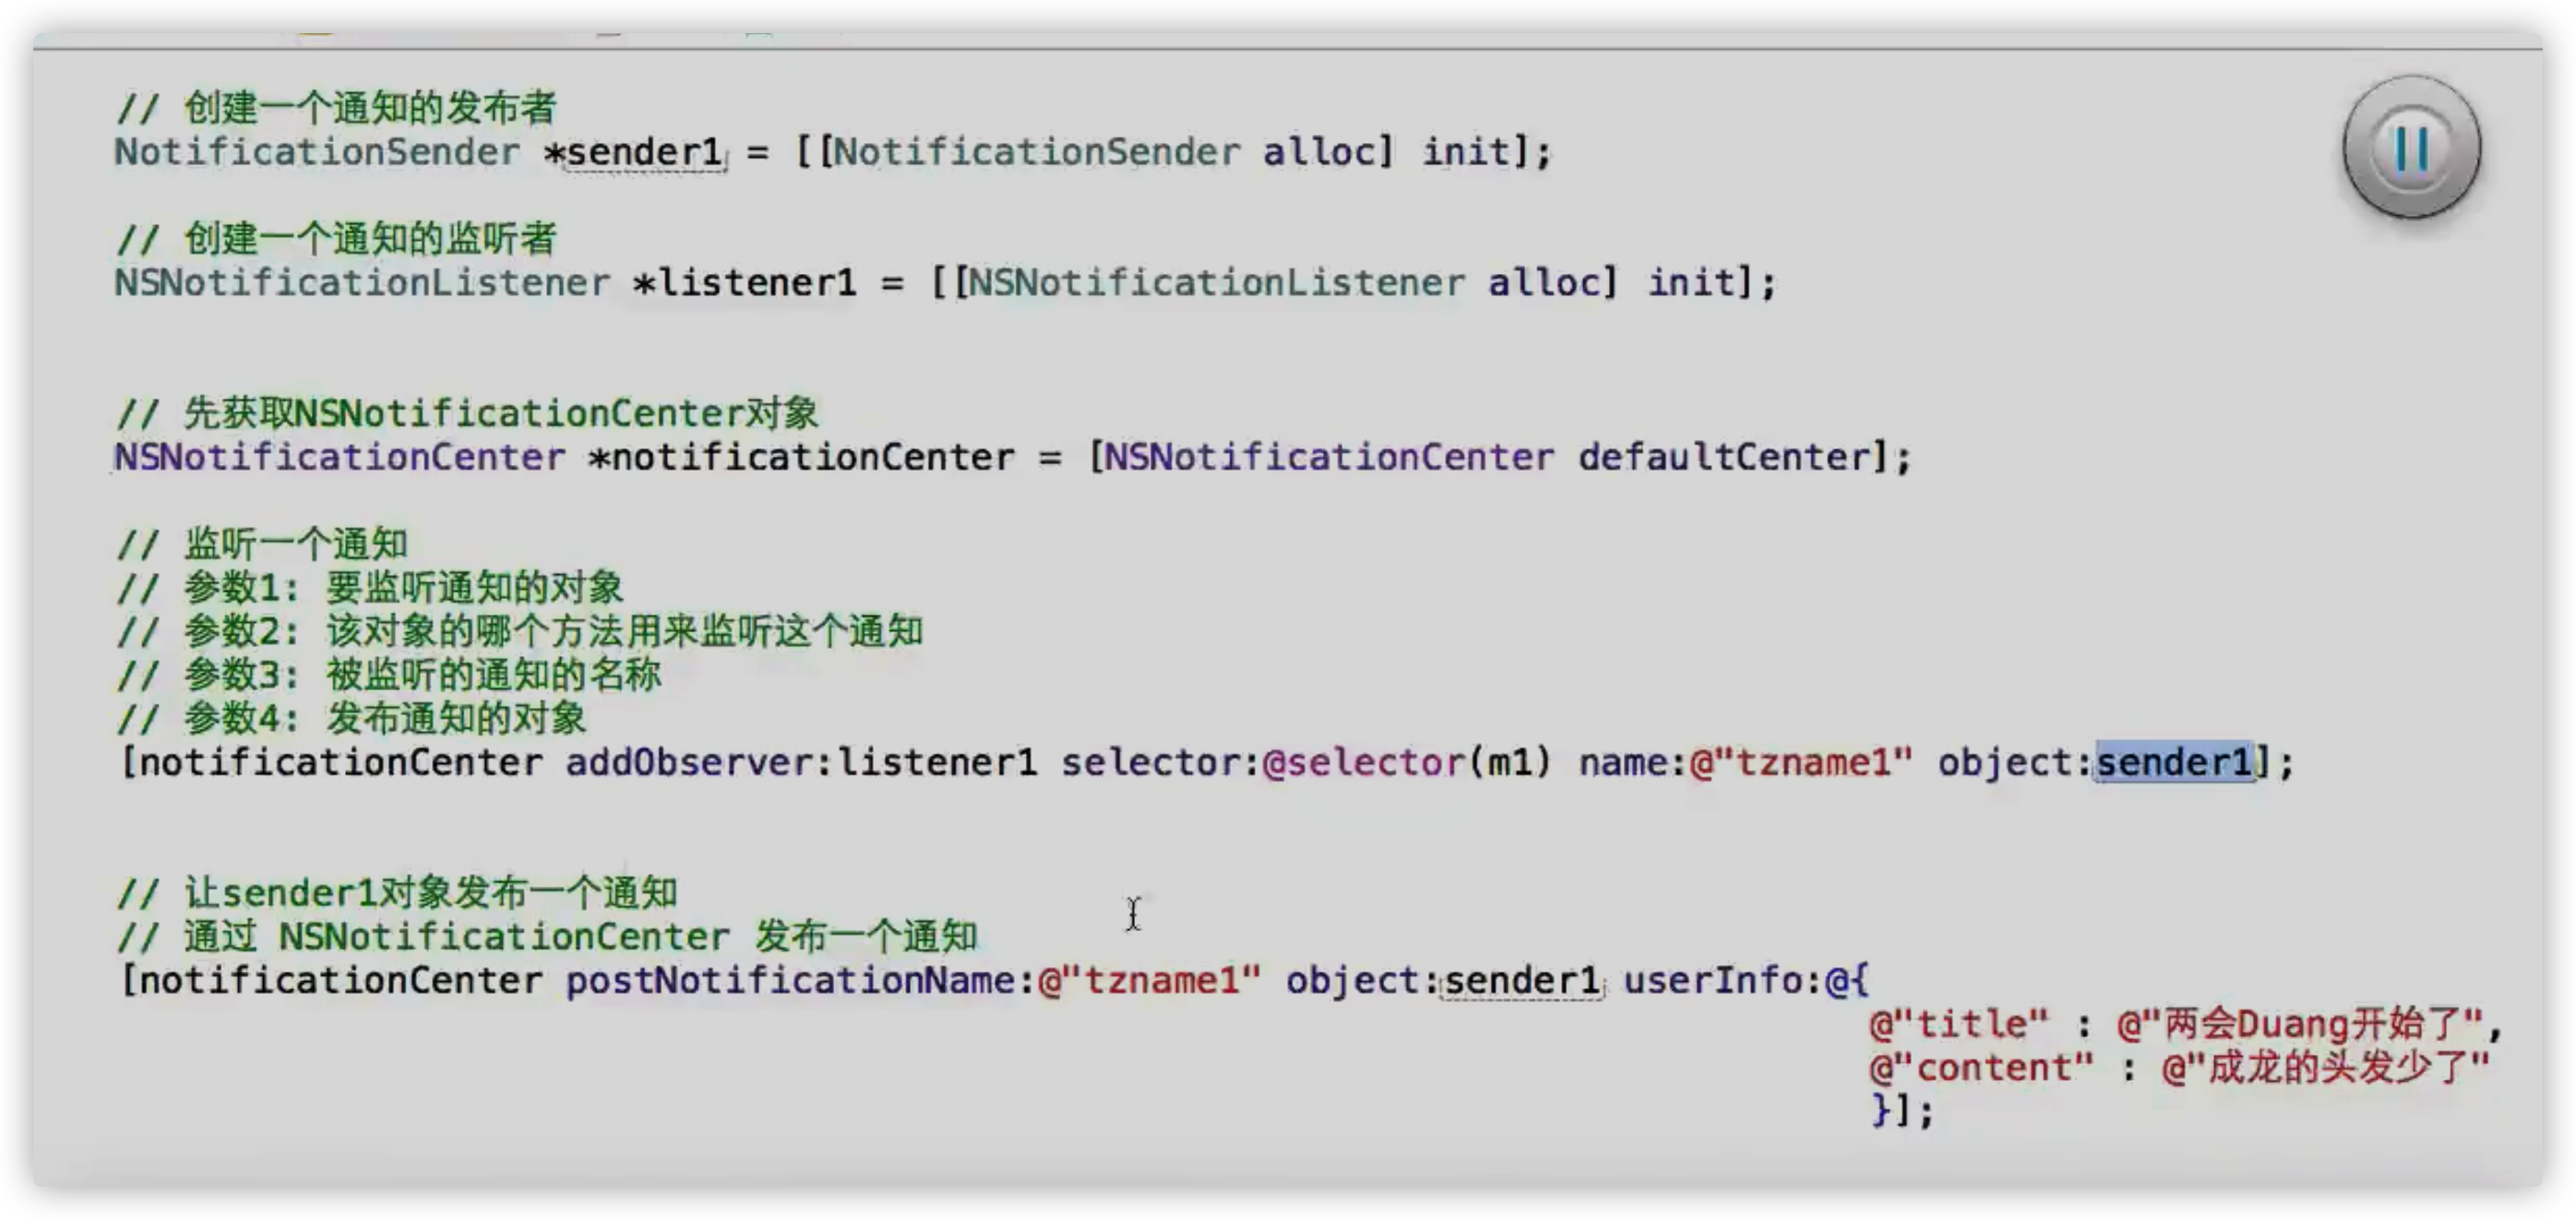 // 创建一个通知的发布者
NotificationSender *sender1 = [[NotificationSender alloc] init];
// 创建一个通知的监听者
NSNotificationListener *listener1 = [[NSNotificationListener alloc] init];
// 先获取NSNotificationCenter对象
NSNotificationCenter *notificationCenter = [NSNotificationCenter defaultCenter];
// 监听一个通知
// 参数1: 要监听通知的对象
// 参数2: 该对象的哪个方法用来监听这个通知
// 参数3: 被监听的通知的名称
// 参数4: 发布通知的对象
[notificationCenter addObserver:listener1 selector:@selector(m1) name:@"tzname1" object:sender1];
// 让sender1对象发布一个通知
// 通过 NSNotificationCenter 发布一个通知
[notificationCenter postNotificationName:@"tzname1" object:sender1 userInfo:@{
@"title" : @"两会Duang开始了",
@"content" : @"成龙的头发少了"
}];